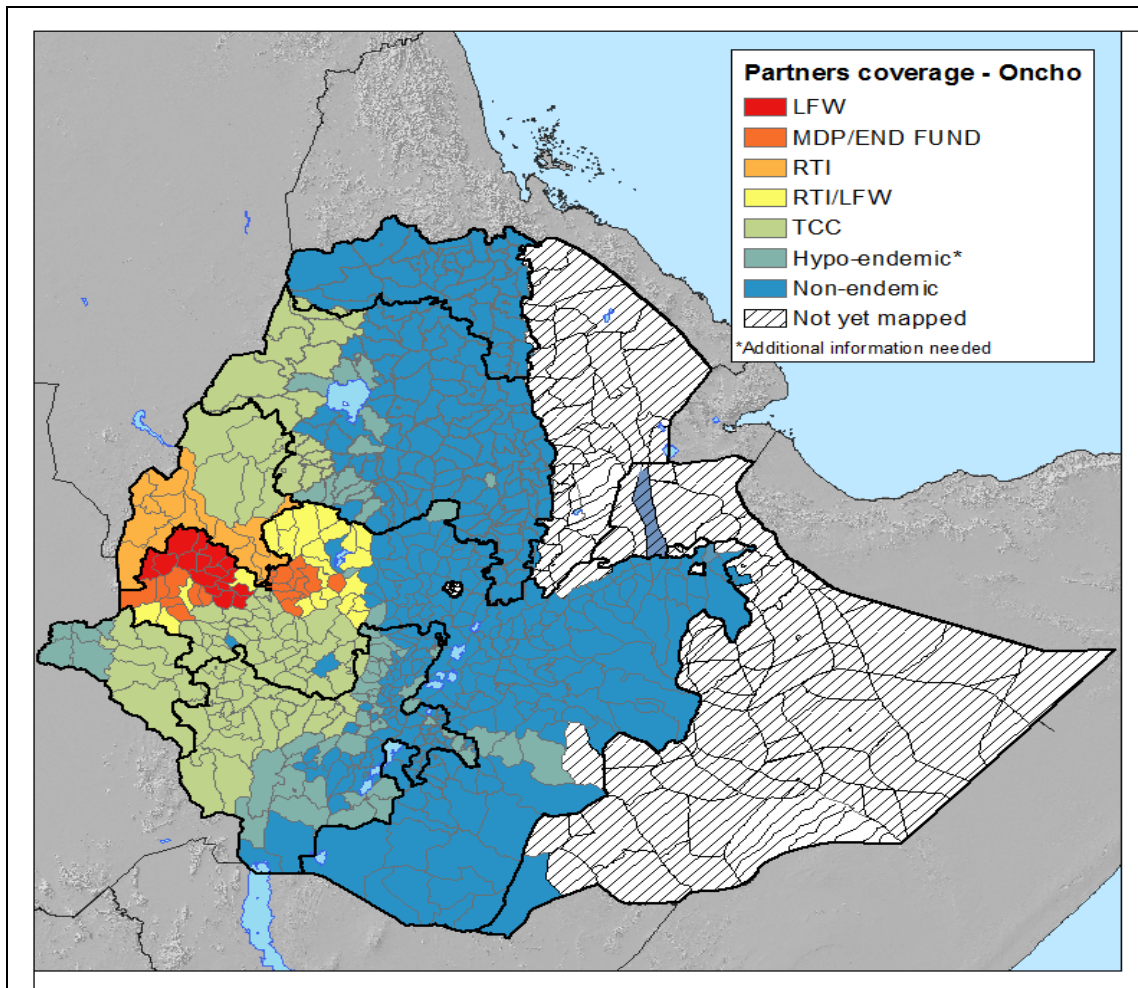 Partners coverage - Oncho
LFW
MDP/END FUND
RTI
RTI/LFW
TCC
Hypo-endemic*
Non-endemic
Not yet mapped
*Additional information needed